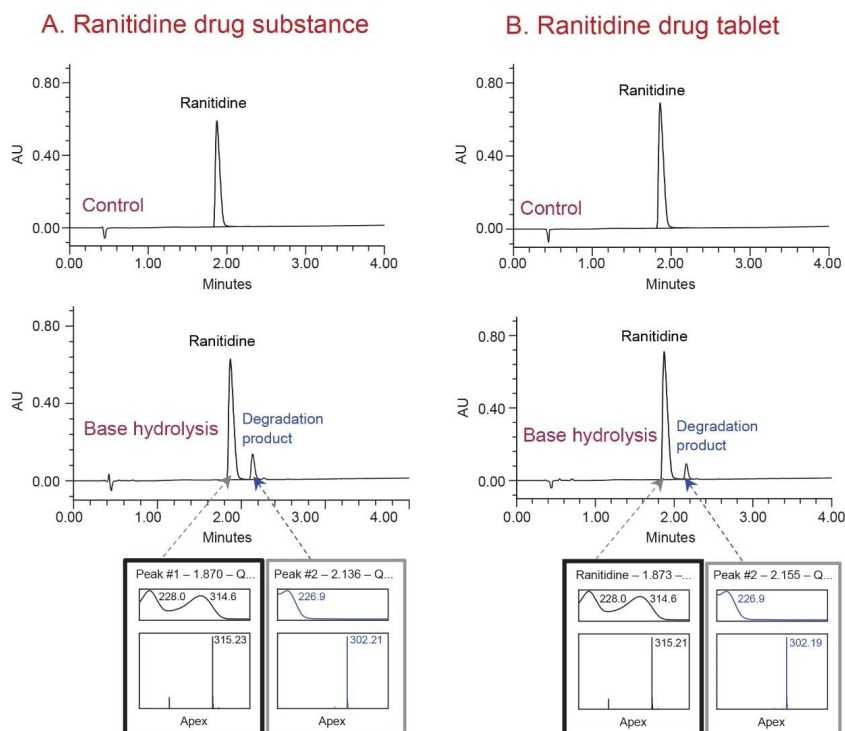 A. Ranitidine drug substance
0.80
0.40
0.00
AU
Ranitidine
Control
0.00 1.00 2.00 3.00 4.00
Minutes
0.80
0.40
0.00
AU
Ranitidine
Base hydrolysis
Degradation
product
0.00 1.00 2.00 3.00 4.00
Minutes
Peak #1 – 1.870 – Q...
228.0 314.6
315.23
Apex
Peak #2 – 2.136 – Q...
226.9
302.21
Apex
B. Ranitidine drug tablet
0.80
0.40
0.00
AU
Ranitidine
Control
0.00 1.00 2.00 3.00 4.00
Minutes
0.80
0.40
0.00
AU
Ranitidine
Base hydrolysis
Degradation
product
0.00 1.00 2.00 3.00 4.00
Minutes
Ranitidine – 1.873 –...
228.0 314.6
315.21
Apex
Peak #2 – 2.155 – Q...
226.9
302.19
Apex